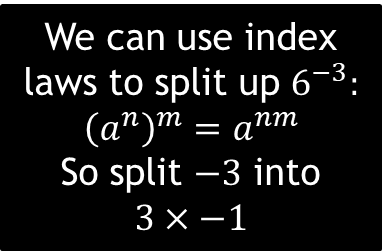 We can use index
laws to split up 6⁻³:
(aⁿ)ᵐ = aⁿᵐ
So split −3 into
3 × −1